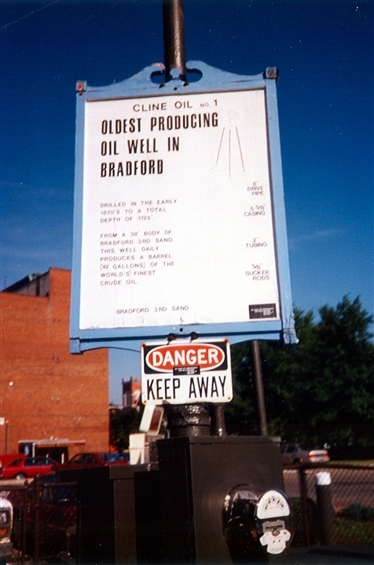 CLINE OIL NO. 1
OLDEST PRODUCING
OIL WELL IN
BRADFORD
DRILLED IN THE EARLY
1870'S TO A TOTAL
DEPTH OF 1125'.
FROM A 38' BODY OF
BRADFORD 3RD SAND
THIS WELL DAILY
PRODUCES A BARREL
(42 GALLONS) OF THE
WORLD'S FINEST
CRUDE OIL.
BRADFORD 3RD SAND
8"
DRIVE
PIPE
5 5/8"
CASING
2"
TUBING
5/8"
SUCKER
RODS
DANGER
KEEP AWAY